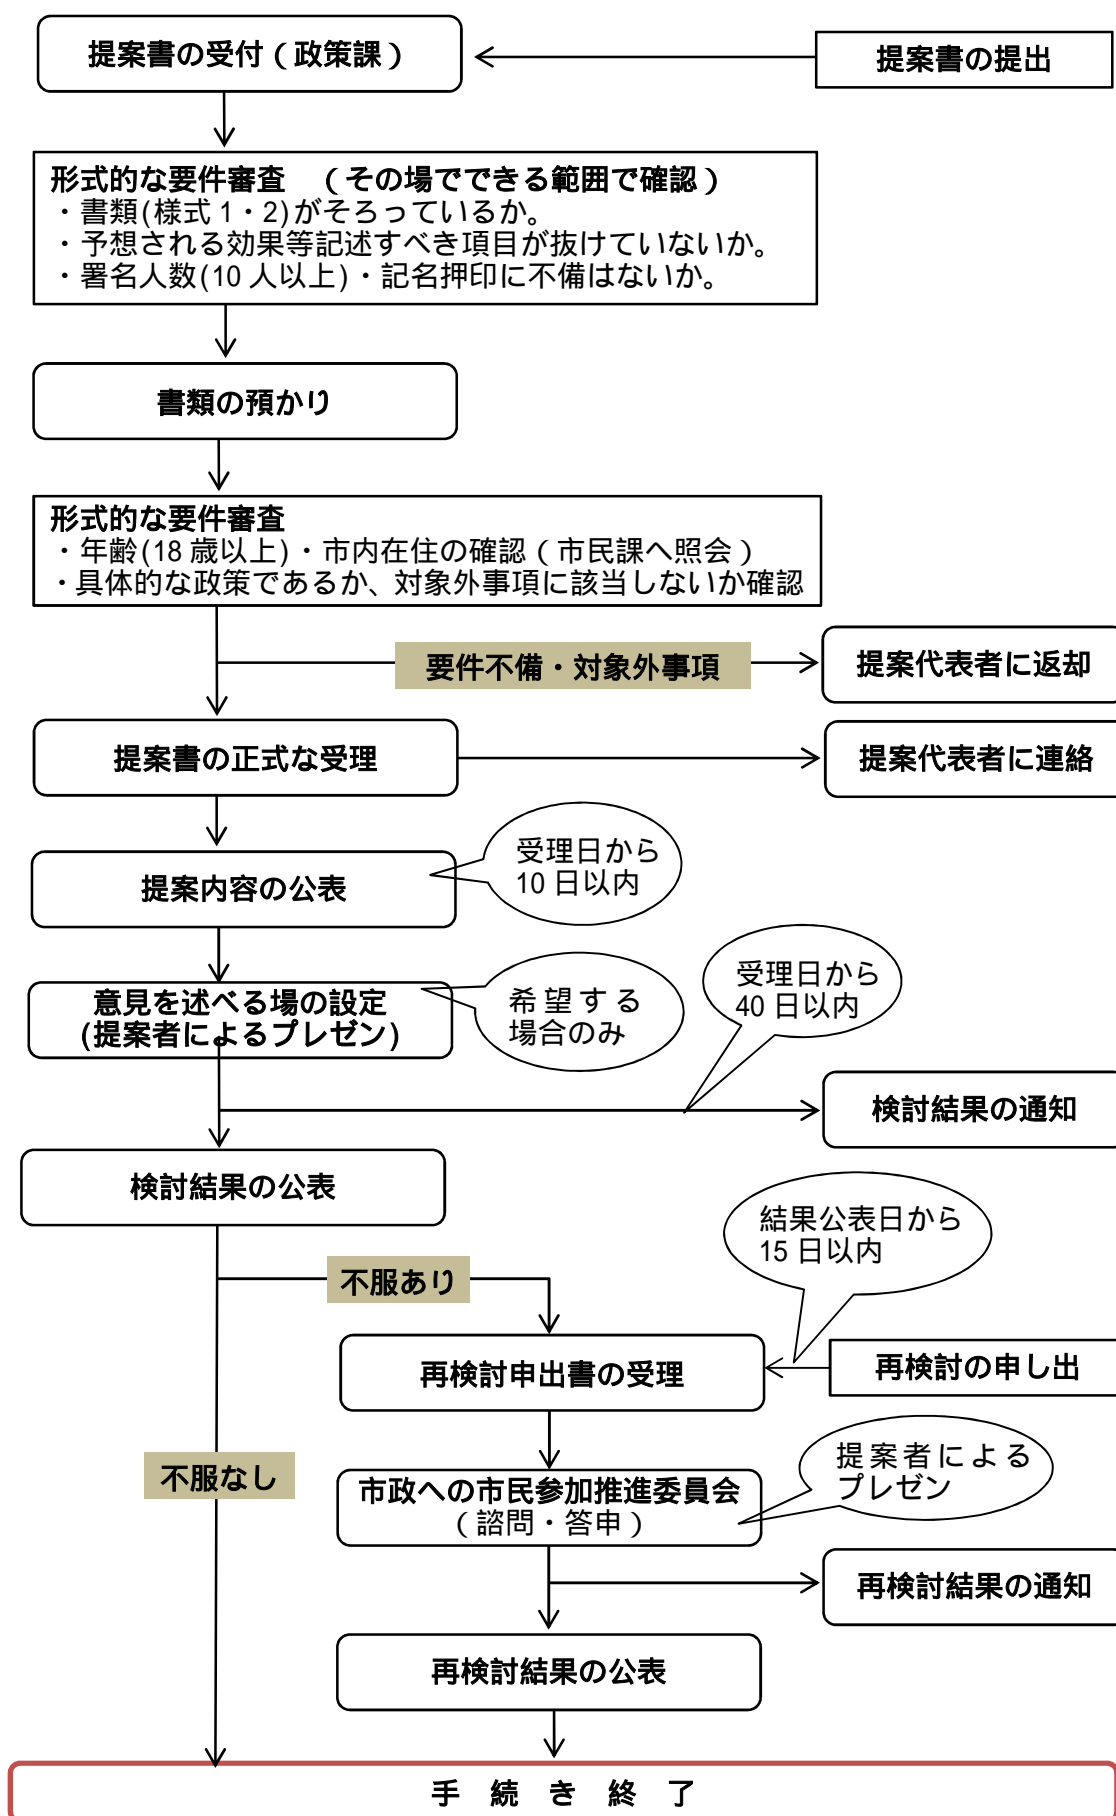 提案書の受付（政策課）
提案書の提出
形式的な要件審査　（その場でできる範囲で確認）
・書類(様式1・2)がそろっているか。
・予想される効果等記述すべき項目が抜けていないか。
・署名人数(10人以上)・記名押印に不備はないか。
書類の預かり
形式的な要件審査
・年齢(18歳以上)・市内在住の確認（市民課へ照会）
・具体的な政策であるか、対象外事項に該当しないか確認
要件不備・対象外事項
提案代表者に返却
提案書の正式な受理
提案代表者に連絡
受理日から
10日以内
提案内容の公表
意見を述べる場の設定
(提案者によるプレゼン)
希望する
場合のみ
受理日から
40日以内
検討結果の通知
検討結果の公表
結果公表日から
15日以内
不服あり
再検討申出書の受理
再検討の申し出
不服なし
市政への市民参加推進委員会
（諮問・答申）
提案者による
プレゼン
再検討結果の通知
再検討結果の公表
手　続　き　終　了